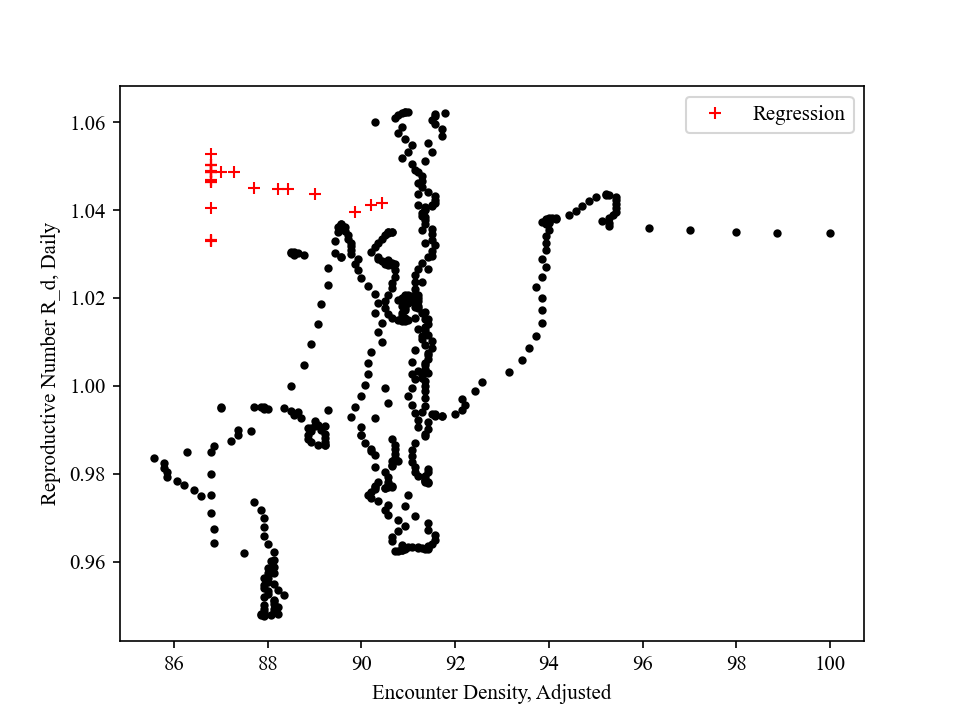 Regression
1.06
1.04
1.02
1.00
0.98
0.96
Reproductive Number R_d, Daily
86 88 90 92 94 96 98 100
Encounter Density, Adjusted